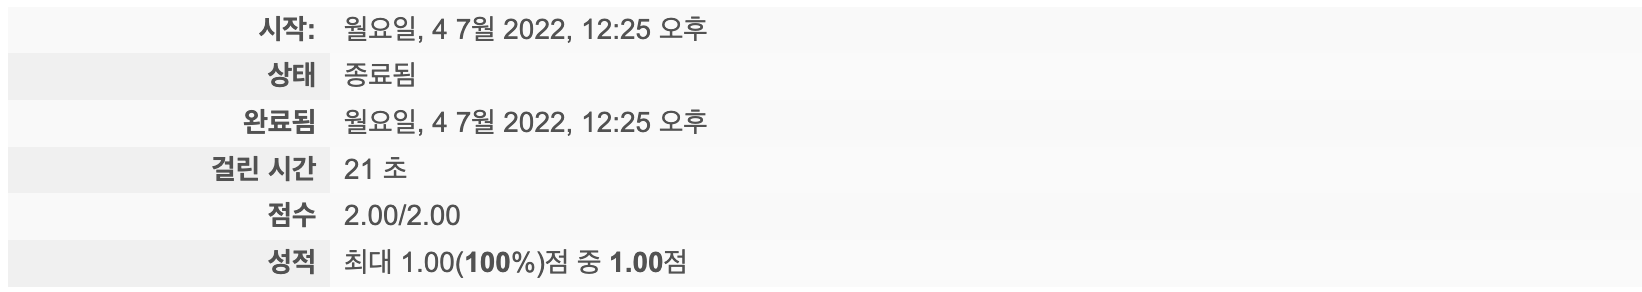 시작: 월요일, 4 7월 2022, 12:25 오후
상태 종료됨
완료됨 월요일, 4 7월 2022, 12:25 오후
걸린 시간 21 초
점수 2.00/2.00
성적 최대 1.00(100%)점 중 1.00점